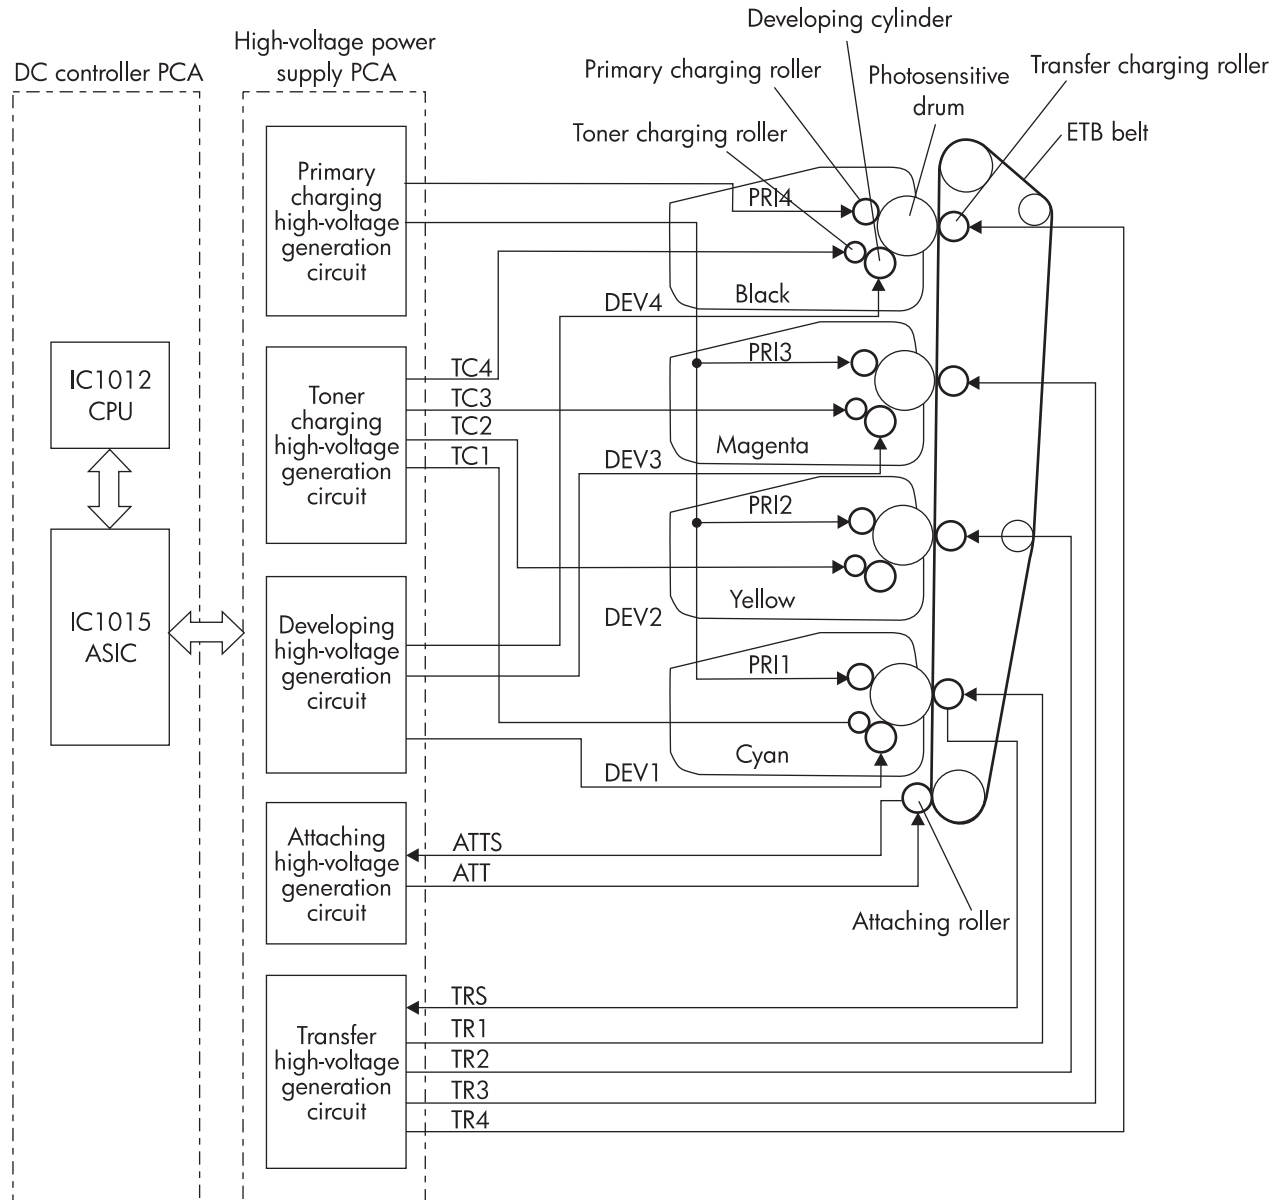 Developing cylinder
High-voltage power
supply PCA
DC controller PCA
Primary charging roller
Photosensitive
drum
Transfer charging roller
Toner charging roller
ETB belt
Primary
charging
high-voltage
generation
circuit
PRI4
Black
DEV4
IC1012
CPU
Toner
charging
high-voltage
generation
circuit
TC4
TC3
TC2
TC1
PRI3
Magenta
DEV3
PRI2
Yellow
DEV2
IC1015
ASIC
Developing
high-voltage
generation
circuit
PRI1
Cyan
DEV1
Attaching
high-voltage
generation
circuit
ATTS
ATT
Attaching roller
Transfer
high-voltage
generation
circuit
TRS
TR1
TR2
TR3
TR4